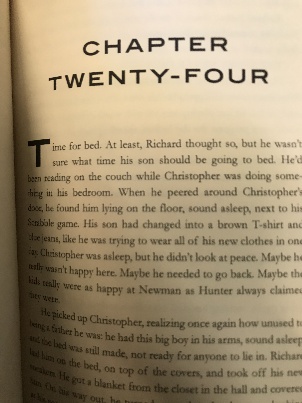 CHAPTER
TWENTY-FOUR
Time for bed. At least, Richard thought so, but he wasn't
sure what time his son should be going to bed. He'd
been reading on the couch while Christopher was doing some-
thing in his bedroom. When he peered around Christopher's
door, he found him lying on the floor, sound asleep, next to his
Scrabble game. His son had changed into a brown T-shirt and
blue jeans, like he was trying to wear all of his new clothes in one
day. Christopher was asleep, but he didn't look at peace. Maybe he
really wasn't happy here. Maybe he needed to go back. Maybe the
kids really were as happy at Newman as Hunter always claimed
they were.
He picked up Christopher, realizing once again how unused to
being a father he was: he had this big boy in his arms, sound asleep
and the bed was still made, not ready for anyone to lie in. Richard
laid him on the bed, on top of the covers, and took off his new
sneakers. He got a blanket from the closet in the hall and covered
him. On his way out, he